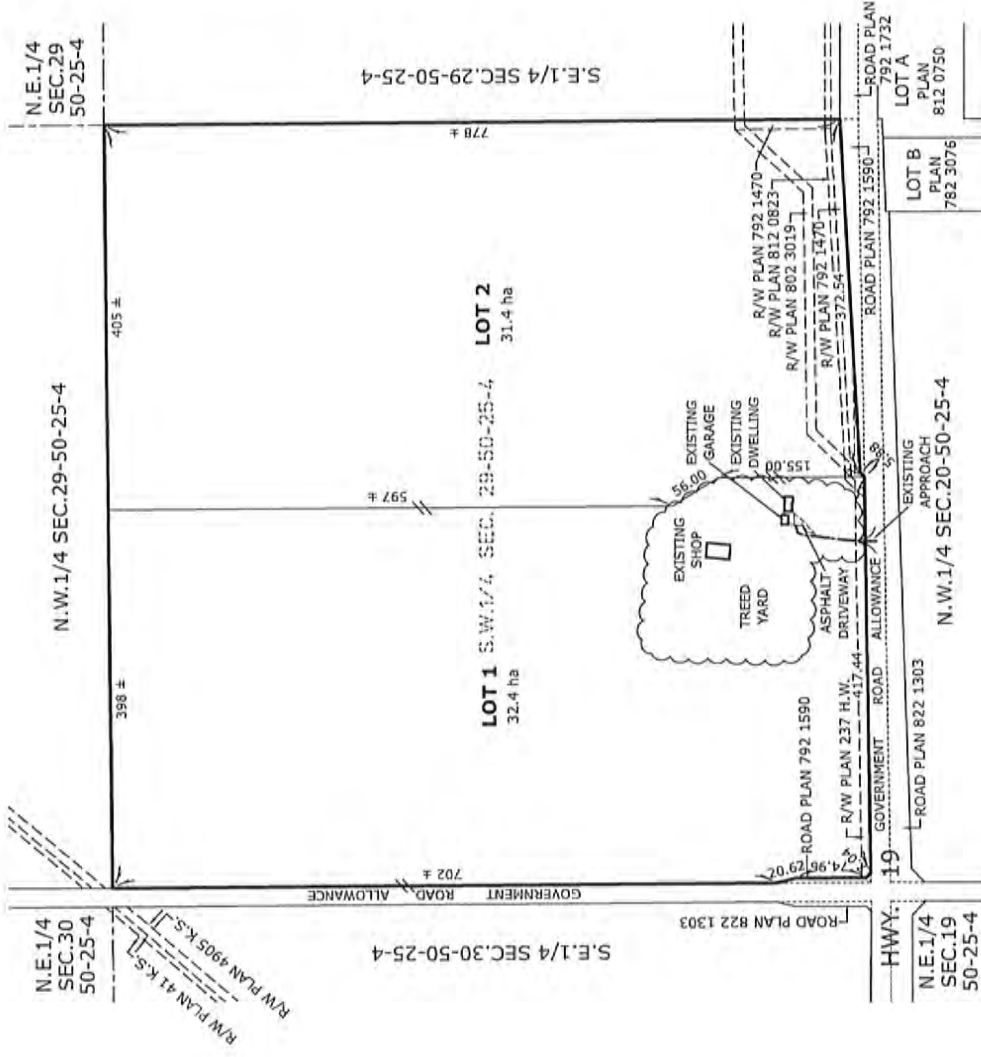 N.E.1/4
SEC.30
50-25-4
N.W.1/4 SEC.29-50-25-4
N.E.1/4
SEC.29
50-25-4
398 ±
405 ±
R/W PLAN 41 K.S.
R/W PLAN 4905 K.S.
S.E.1/4 SEC.30-50-25-4
GOVERNMENT ROAD ALLOWANCE
702 ±
597 ±
778 ±
S.E.1/4 SEC.29-50-25-4
LOT 1
32.4 ha
S.W.1/4 SEC. 29-50-25-4
LOT 2
31.4 ha
56.00
155.00
EXISTING
SHOP
TREED
YARD
EXISTING
GARAGE
EXISTING
DWELLING
ASPHALT
DRIVEWAY
R/W PLAN 792 1470
R/W PLAN 812 0823
R/W PLAN 802 3019
R/W PLAN 792 1470
372.54
ROAD PLAN 792 1590
R/W PLAN 237 H.W.
417.44
29.07
74.96
ROAD PLAN 822 1303
HWY. 19
GOVERNMENT ROAD ALLOWANCE
ROAD PLAN 792 1590
ROAD PLAN
792 1732
EXISTING
APPROACH
ROAD PLAN 822 1303
N.E.1/4
SEC.19
50-25-4
N.W.1/4 SEC.20-50-25-4
LOT B
PLAN
782 3076
LOT A
PLAN
812 0750